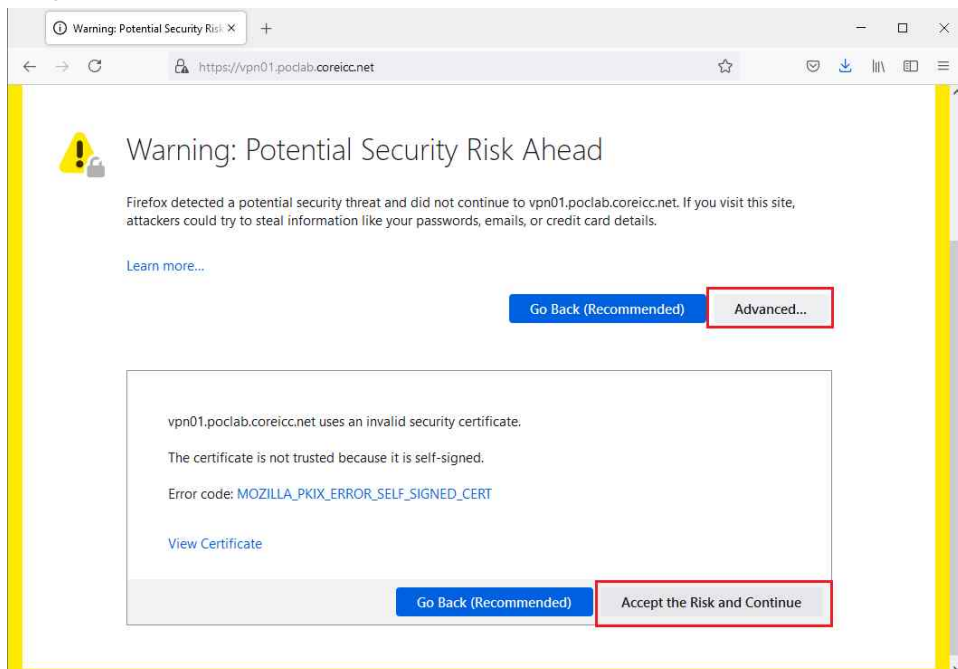 Warning: Potential Security Ris
https://vpn01.poclab.coreicc.net
Warning: Potential Security Risk Ahead
Firefox detected a potential security threat and did not continue to vpn01.poclab.coreicc.net. If you visit this site,
attackers could try to steal information like your passwords, emails, or credit card details.
Learn more...
Go Back (Recommended) Advanced...
vpn01.poclab.coreicc.net uses an invalid security certificate.
The certificate is not trusted because it is self-signed.
Error code: MOZILLA_PKIX_ERROR_SELF_SIGNED_CERT
View Certificate
Go Back (Recommended) Accept the Risk and Continue